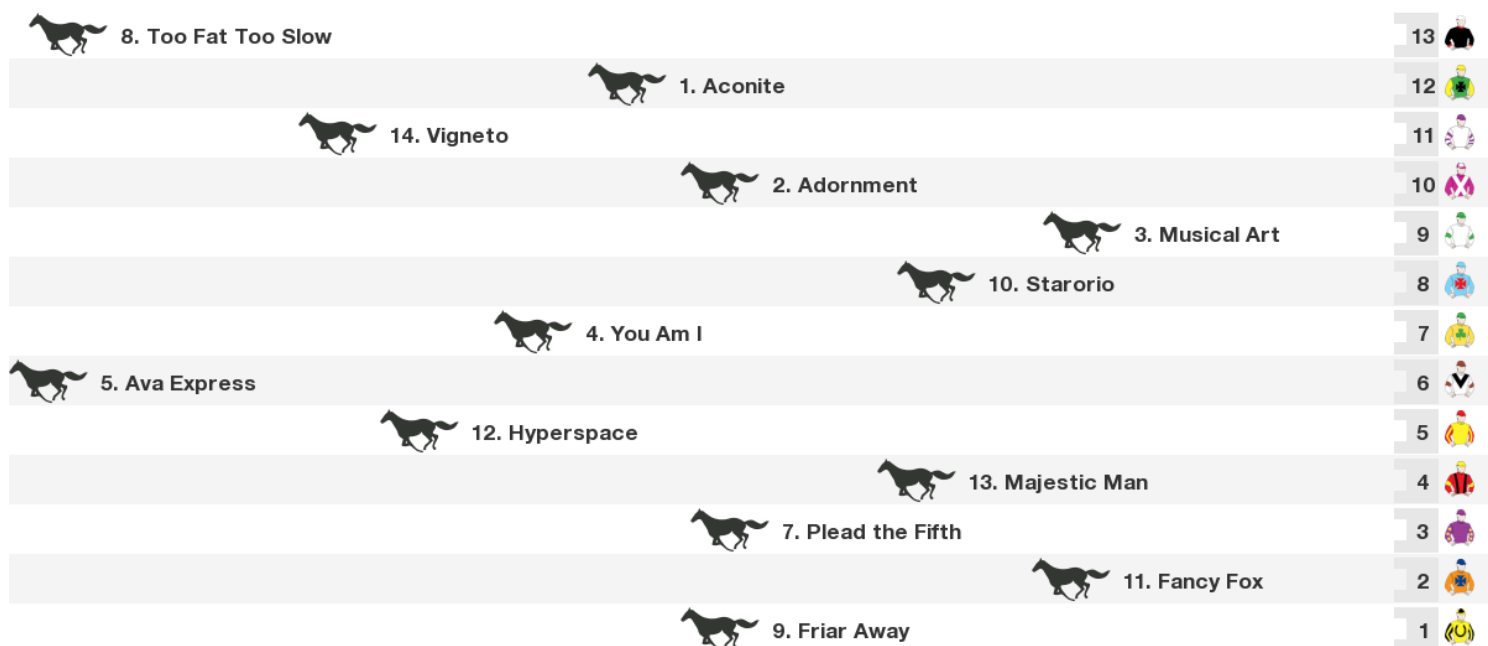 8. Too Fat Too Slow 13
1. Aconite 12
14. Vigneto 11
2. Adornment 10
3. Musical Art 9
10. Starorio 8
4. You Am I 7
5. Ava Express 6
12. Hyperspace 5
13. Majestic Man 4
7. Plead the Fifth 3
11. Fancy Fox 2
9. Friar Away 1